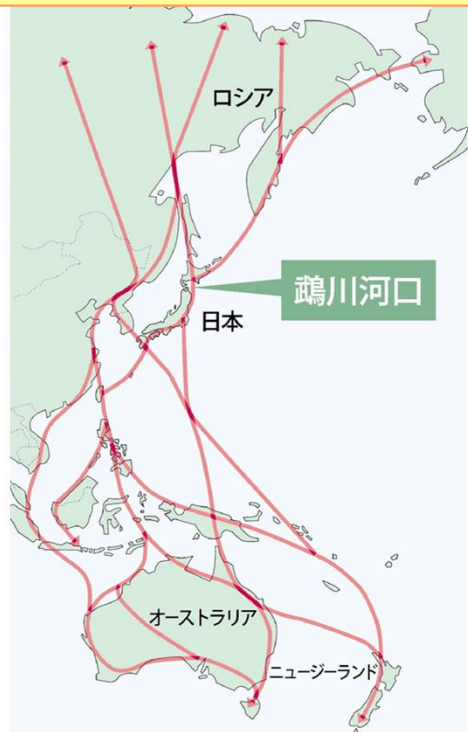 ロシア
鵡川河口
日本
オーストラリア
ニュージーランド